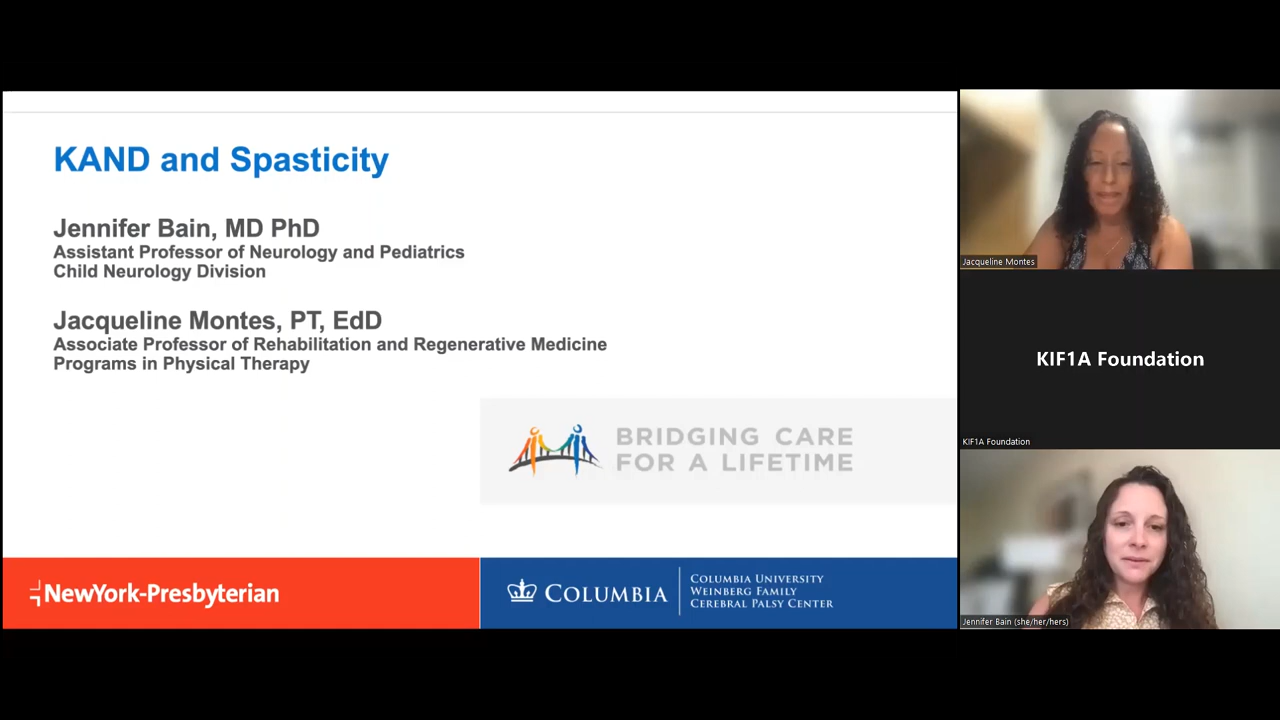 KAND and Spasticity
Jennifer Bain, MD PhD
Assistant Professor of Neurology and Pediatrics
Child Neurology Division
Jacqueline Montes, PT, EdD
Associate Professor of Rehabilitation and Regenerative Medicine
Programs in Physical Therapy
BRIDGING CARE
FOR A LIFETIME
NewYork-Presbyterian
COLUMBIA
COLUMBIA UNIVERSITY
WEINBERG FAMILY
CEREBRAL PALSY CENTER
Jacqueline Montes
KIF1A Foundation
KIF1A Foundation
Jennifer Bain (she/her/hers)